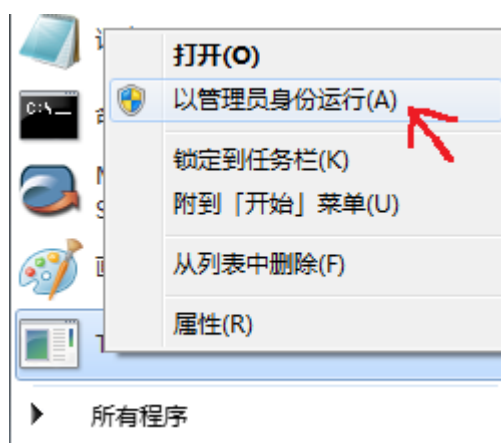 打开(O)
以管理员身份运行(A)
锁定到任务栏(K)
附到「开始」菜单(U)
从列表中删除(F)
属性(R)
所有程序